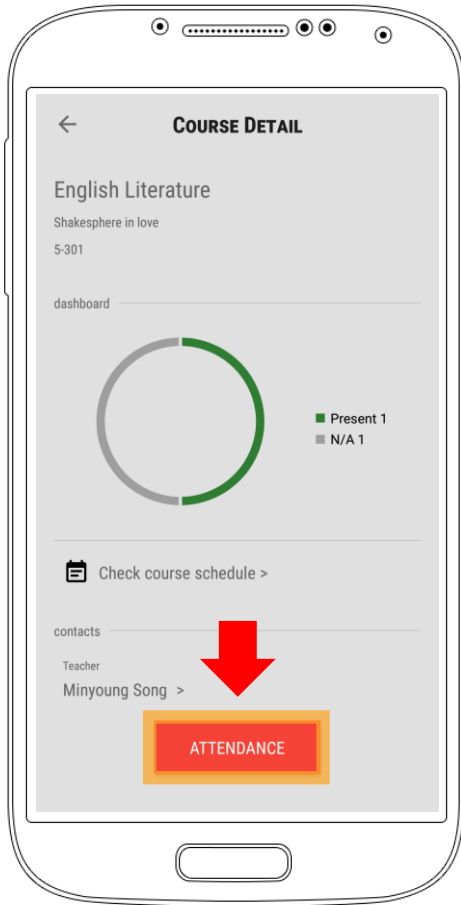 COURSE DETAIL
English Literature
Shakesphere in love
5-301
dashboard
Present 1
N/A 1
Check course schedule >
contacts
Teacher
Minyoung Song >
ATTENDANCE